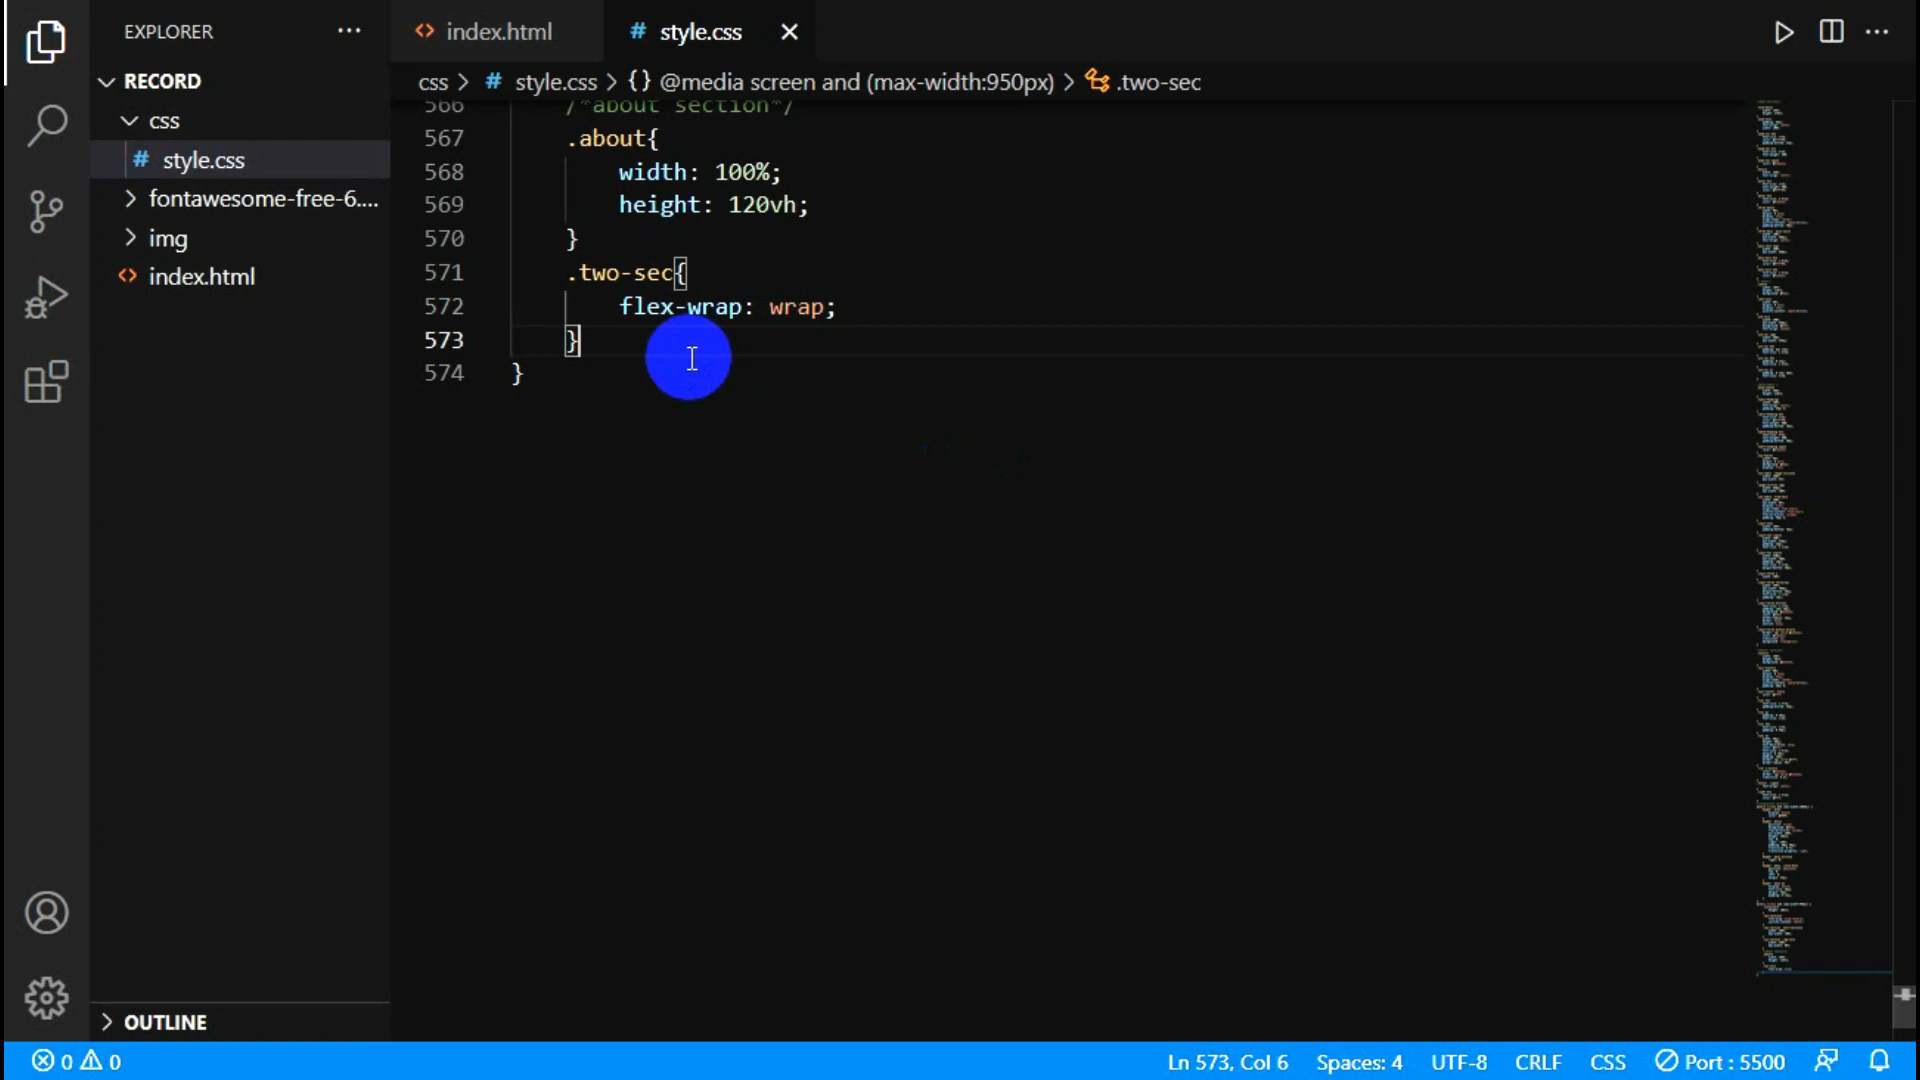 EXPLORER ...
RECORD
css
# style.css
fontawesome-free-6....
img
<> index.html
OUTLINE
<> index.html # style.css
css > # style.css > {} @media screen and (max-width:950px) > .two-sec
566 /*about section*/
567 .about{
568 width: 100%;
569 height: 120vh;
570 }
571 .two-sec{
572 flex-wrap: wrap;
573 }
574 }
0 0 Ln 573, Col 6 Spaces: 4 UTF-8 CRLF CSS Port : 5500